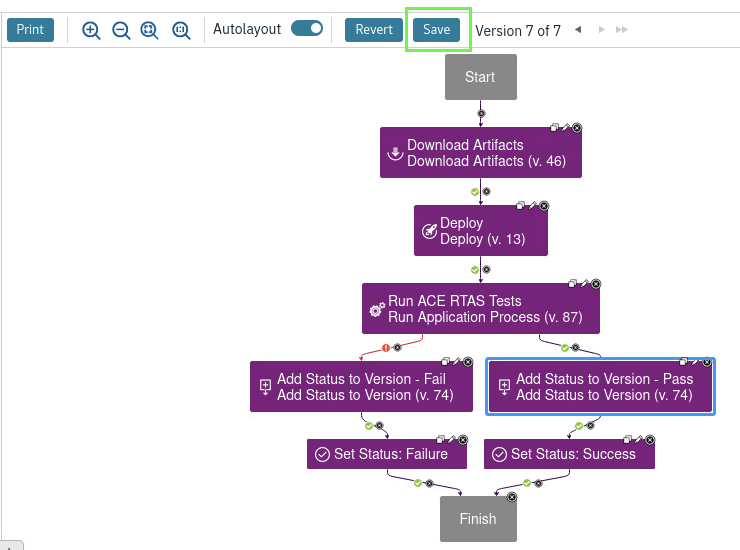 Print
Autolayout
Revert
Save
Version 7 of 7
Start
Download Artifacts
Download Artifacts (v. 46)
Deploy
Deploy (v. 13)
Run ACE RTAS Tests
Run Application Process (v. 87)
Add Status to Version - Fail
Add Status to Version (v. 74)
Add Status to Version - Pass
Add Status to Version (v. 74)
Set Status: Failure
Set Status: Success
Finish